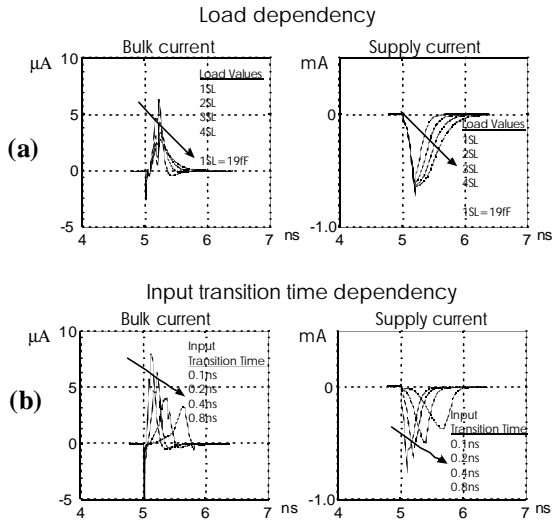 Load dependency
Bulk current
Supply current
(a)
μA
10
5
0
-5
4
5
6
7
ns
Load Values
1SL
2SL
3SL
4SL
1SL=19fF
mA
0
-1.0
4
5
6
7
ns
Load Values
1SL
2SL
3SL
4SL
1SL=19fF
Input transition time dependency
Bulk current
Supply current
(b)
μA
10
5
0
-5
4
5
6
7
ns
Input
Transition Time
0.1ns
0.2ns
0.4ns
0.8ns
mA
0
-1.0
4
5
6
7
ns
Input
Transition Time
0.1ns
0.2ns
0.4ns
0.8ns